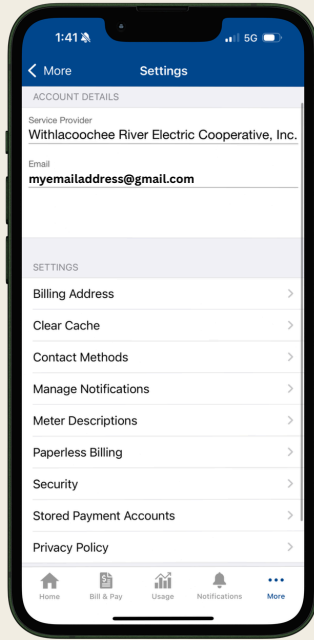 1:41
5G
More
Settings
ACCOUNT DETAILS
Service Provider
Withlacoochee River Electric Cooperative, Inc.
Email
myemailaddress@gmail.com
SETTINGS
Billing Address
Clear Cache
Contact Methods
Manage Notifications
Meter Descriptions
Paperless Billing
Security
Stored Payment Accounts
Privacy Policy
Home
Bill & Pay
Usage
Notifications
More